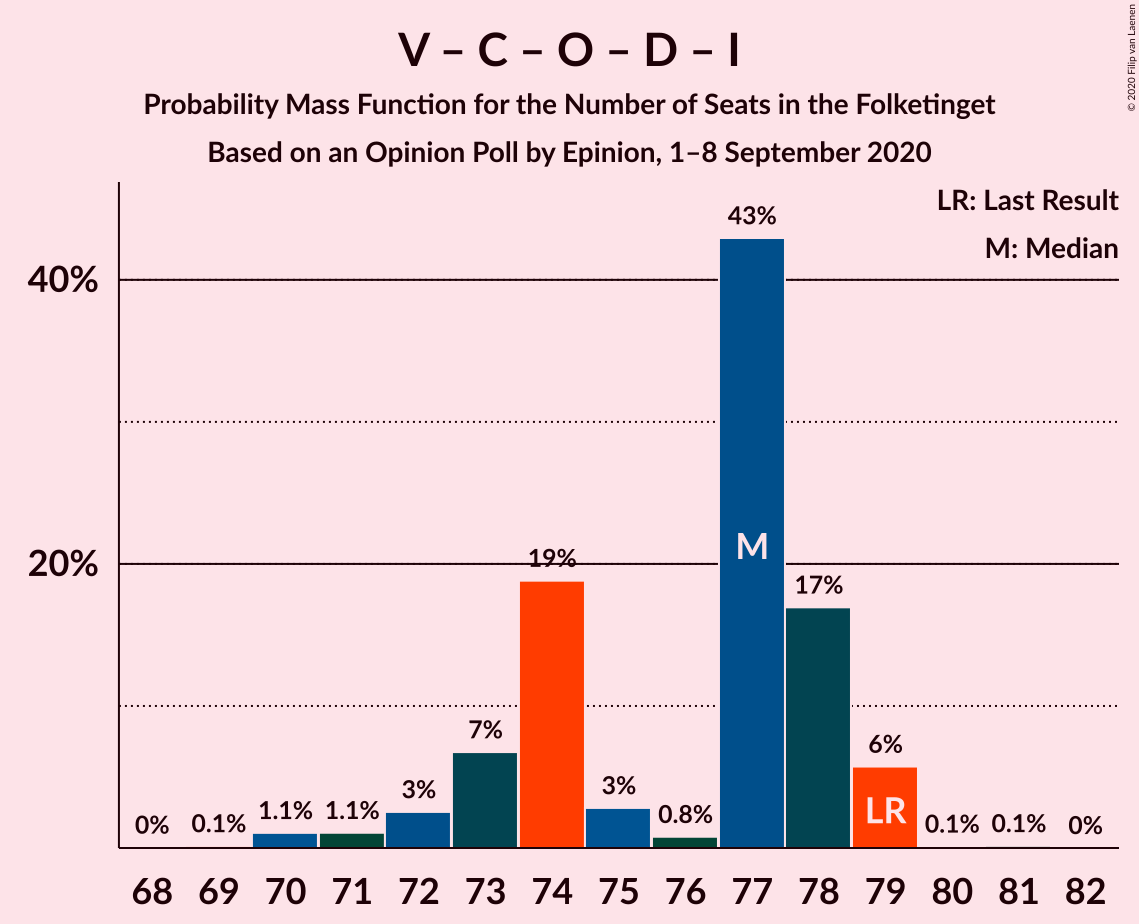 V – C – O – D – I
Probability Mass Function for the Number of Seats in the Folketinget
Based on an Opinion Poll by Epinion, 1–8 September 2020
© 2020 Filip van Laenen
LR: Last Result
M: Median
40%
20%
0%
0.1%
1.1%
1.1%
3%
7%
19%
3%
0.8%
43%
17%
6%
0.1%
0.1%
0%
M
LR
68 69 70 71 72 73 74 75 76 77 78 79 80 81 82